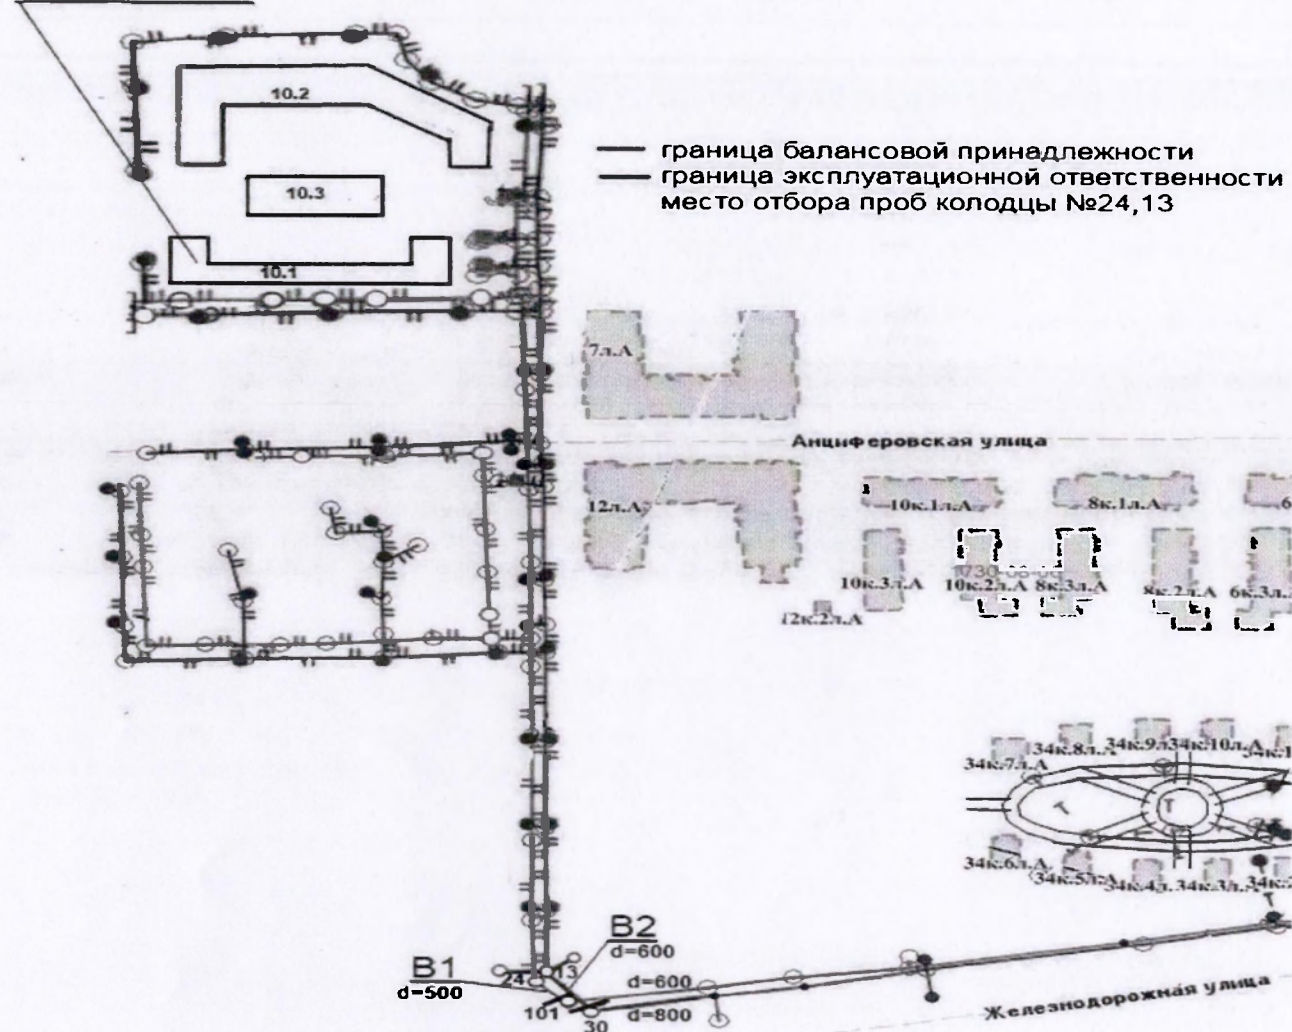 10.2
граница балансовой принадлежности
граница эксплуатационной ответственности
10.3
место отбора проб колодцы №24,13
10.1
7л.А
Анциферовская улица
12л.А
10к.1л.А
8к.1л.А
10к.3л.А
10к.2л.А
8к.3л.А
8к.2л.А
6к.3л.
12к.2л.А
34к.9л.
34к.10л.А
34к.8л.
34к.7л.А
Т
Т
34к.6л.А
34к.5л.А
34к.4л.
34к.3л.
В2
d=600
В1
24
13
d=600
d=500
101
d=800
30
Железнодорожная улица